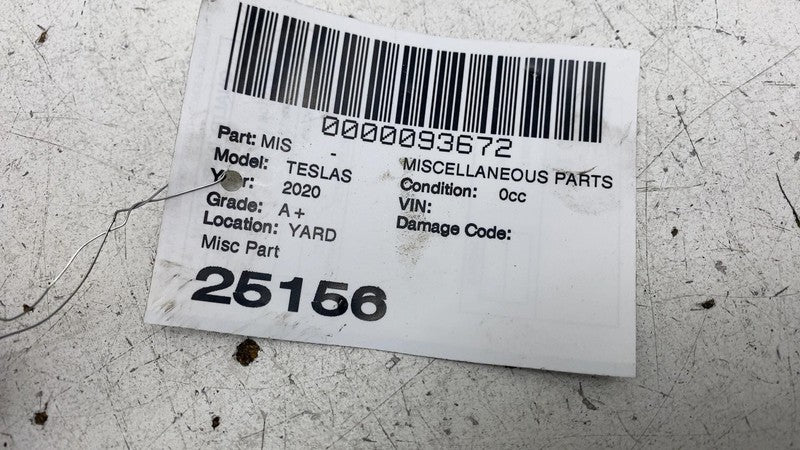 0000093672
Part: MIS - MISCELLANEOUS PARTS
Model: TESLAS Condition: 0cc
Year: 2020 VIN:
Grade: A+ Damage Code:
Location: YARD
Misc Part
25156